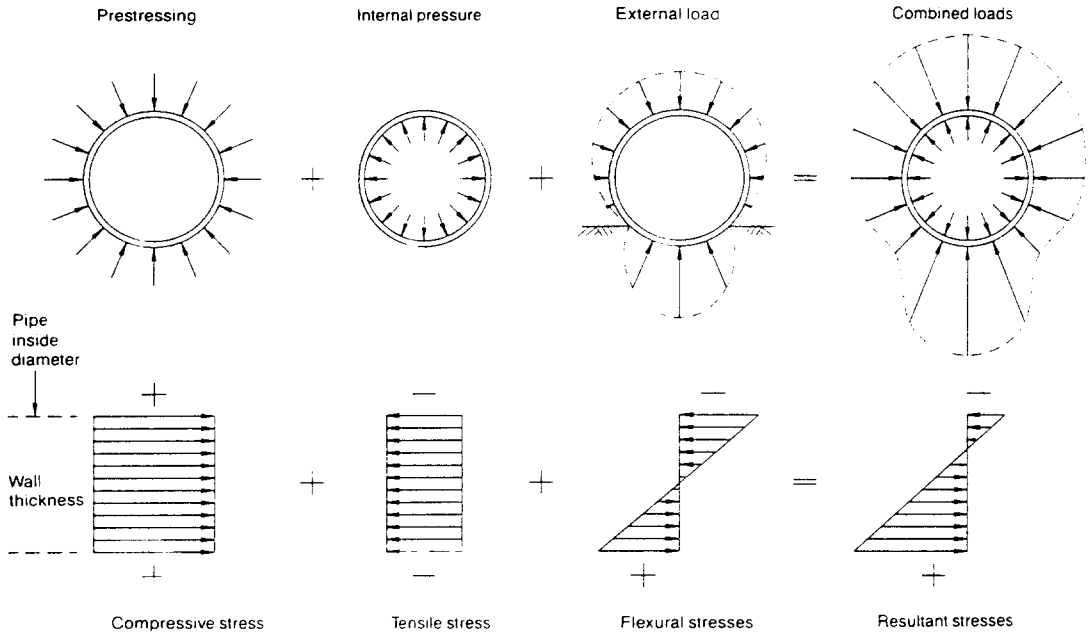 Prestressing
Internal pressure
External load
Combined loads
+
+
=
Pipe
inside
diameter
+
−
−
−
Wall
thickness
+
+
=
+
−
+
+
Compressive stress
Tensile stress
Flexural stresses
Resultant stresses